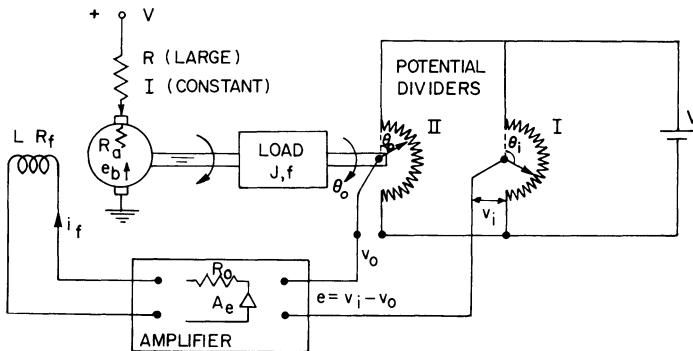 + V
R (LARGE)
I (CONSTANT)
POTENTIAL
DIVIDERS
II
I
V
L R_f
R_a
e_b
LOAD
J,f
θ_o
θ_o
θ_i
v_i
i_f
v_o
R_o
A_e
e = v_i - v_o
AMPLIFIER